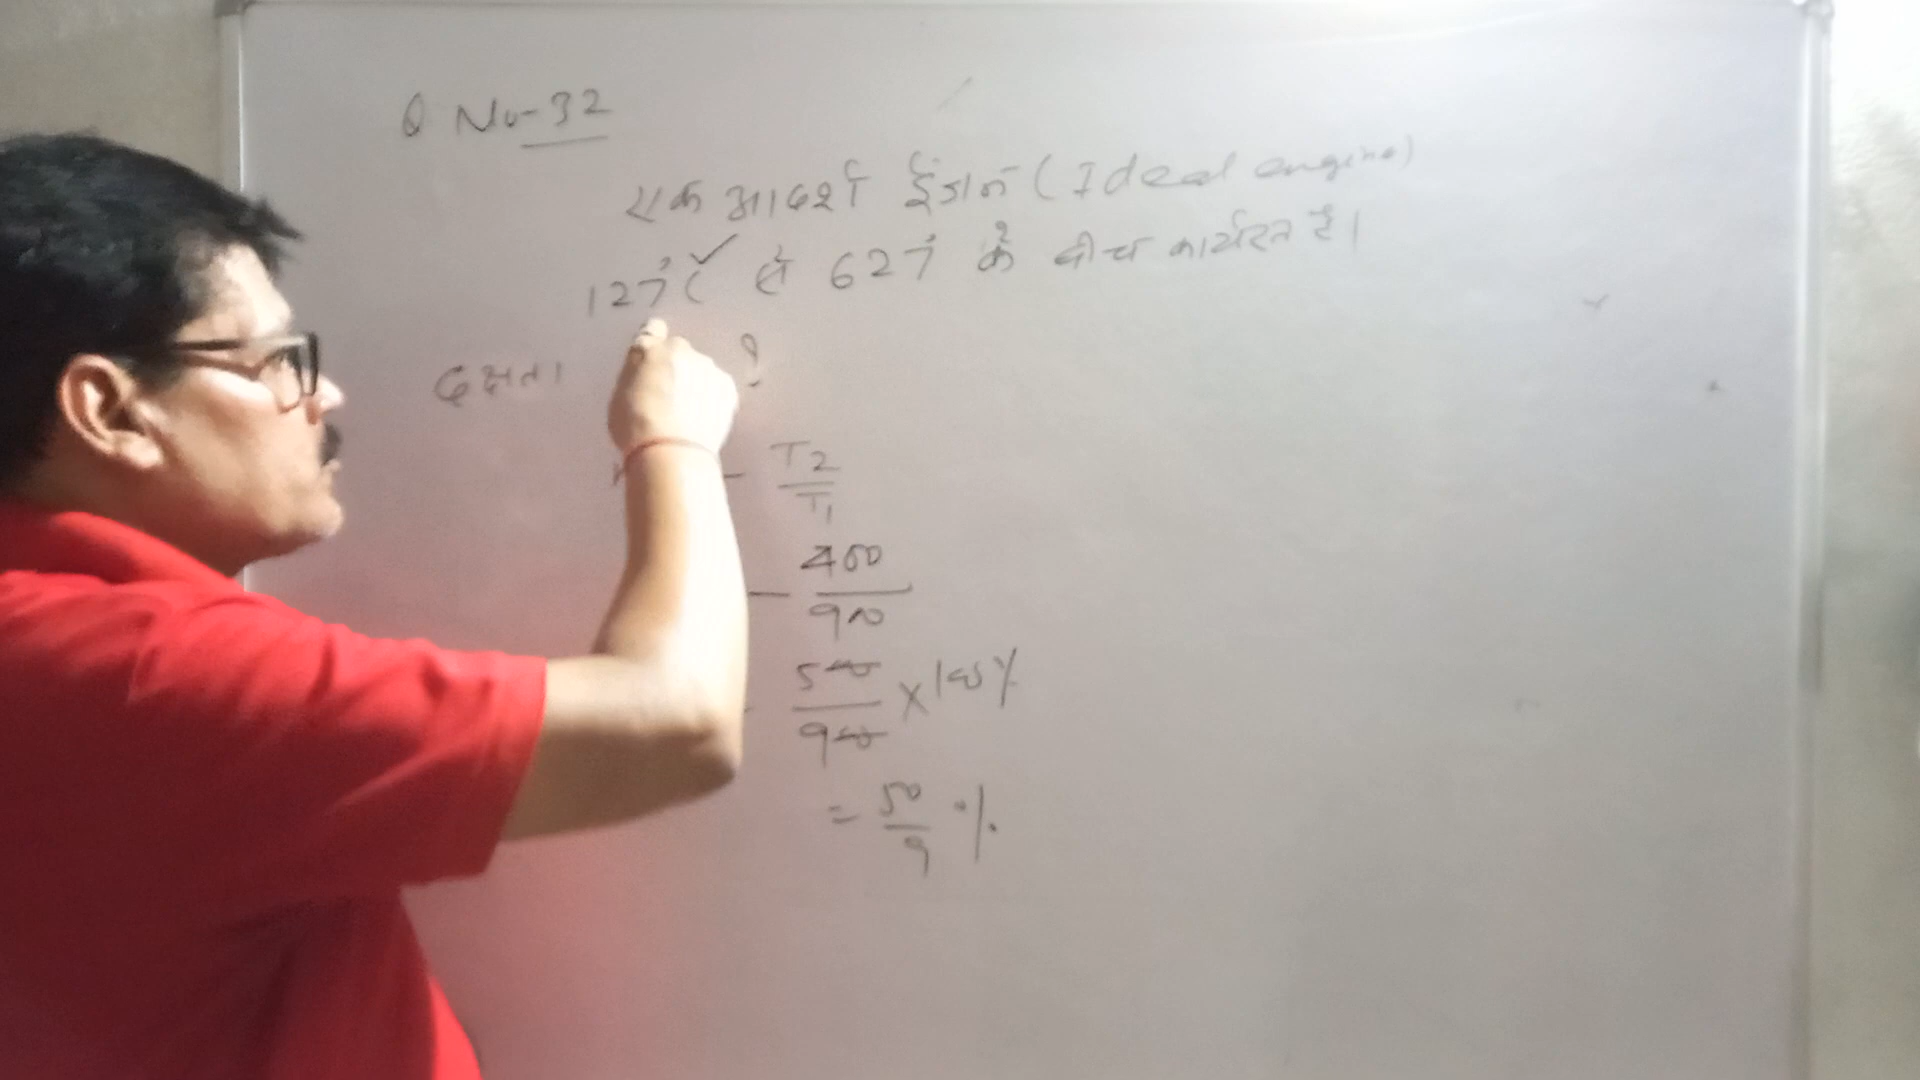 Q No-32
एक आदर्श इंजन (Ideal engine)
127°C से 627° के बीच कार्यरत है।
दक्षता ?
- T2/T1
- 400/900
500/900 × 100%
= 50/9 %